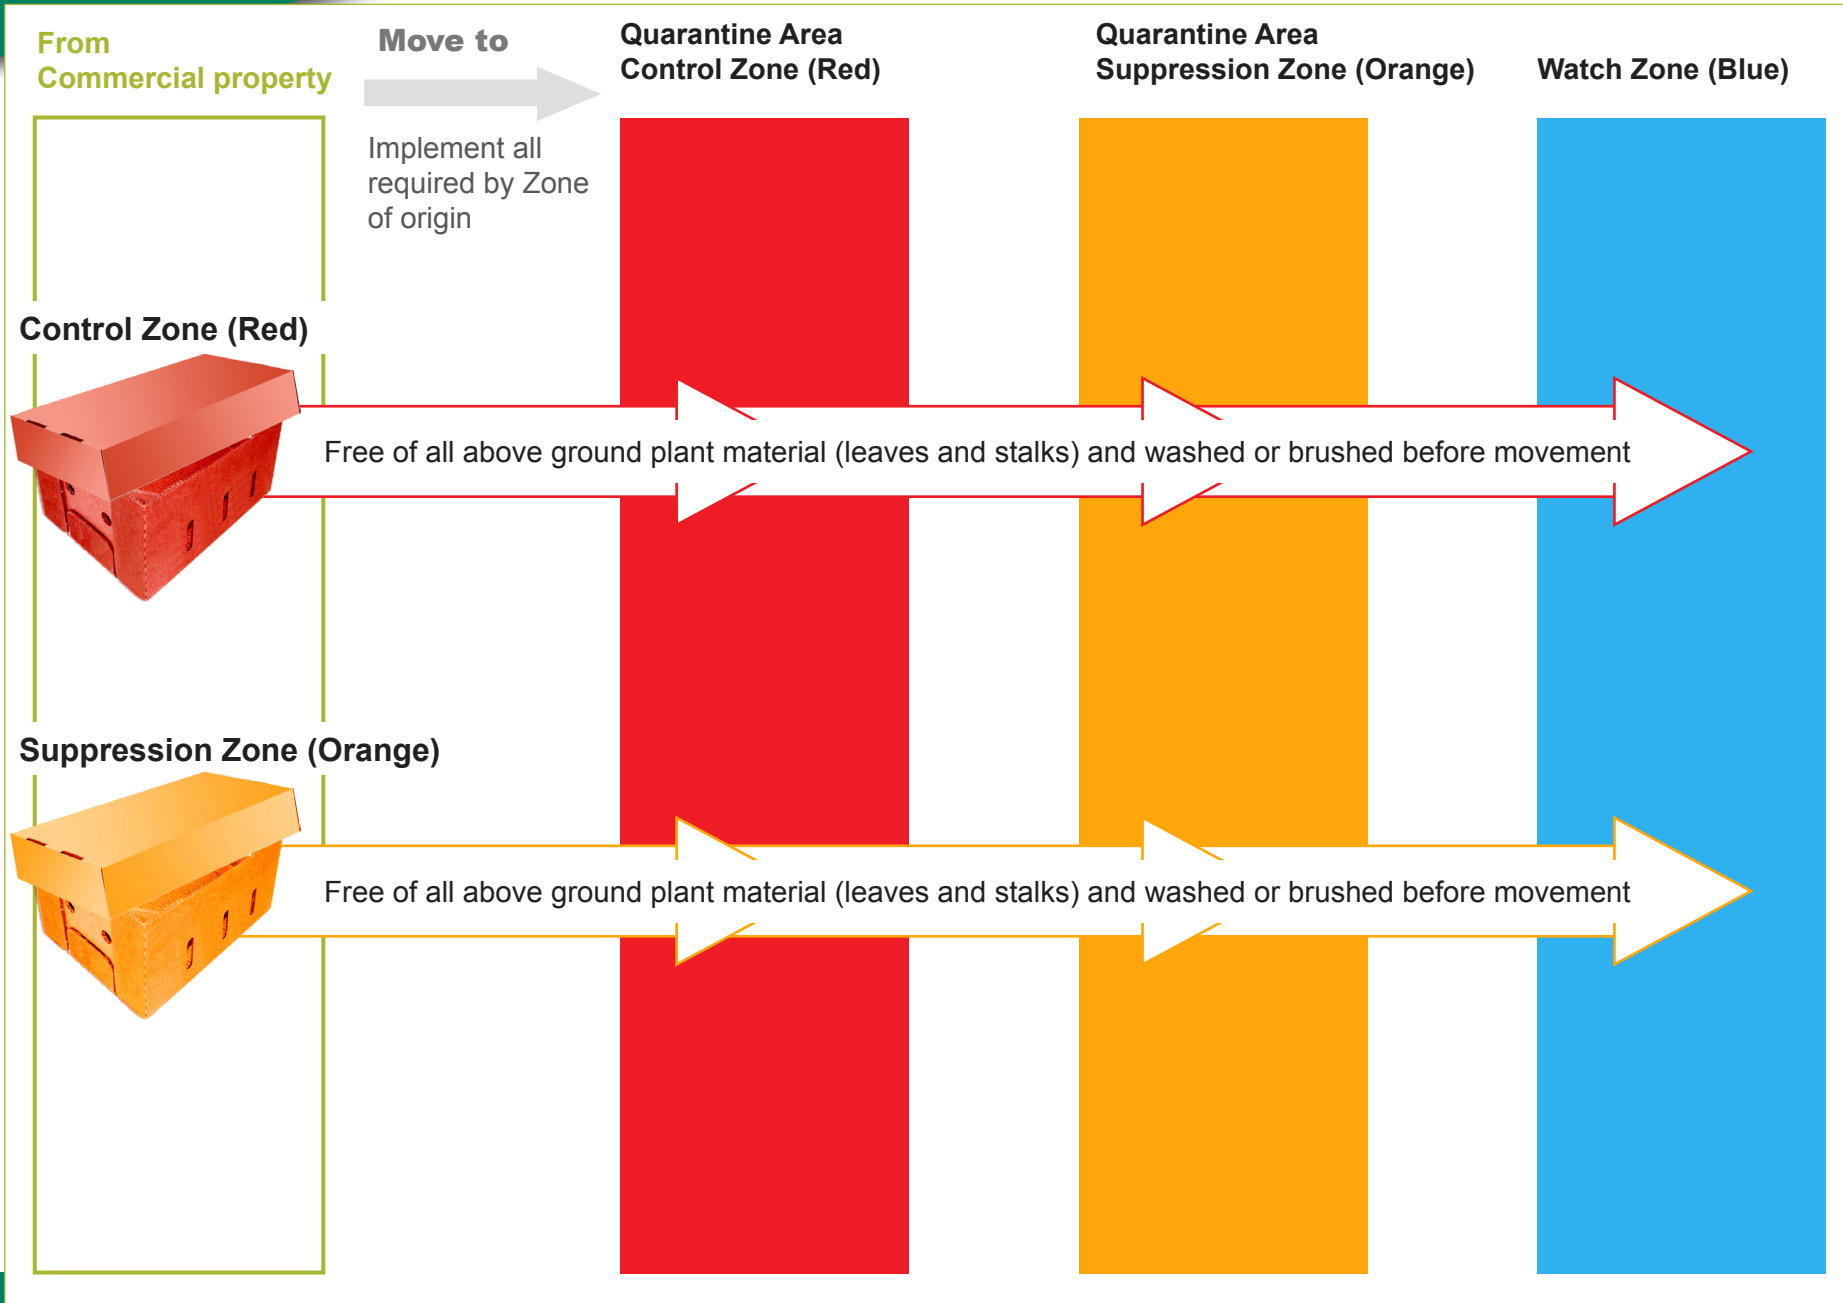 From
Commercial property
Move to
Implement all
required by Zone
of origin
Quarantine Area
Control Zone (Red)
Quarantine Area
Suppression Zone (Orange)
Watch Zone (Blue)
Control Zone (Red)
Free of all above ground plant material (leaves and stalks) and washed or brushed before movement
Suppression Zone (Orange)
Free of all above ground plant material (leaves and stalks) and washed or brushed before movement